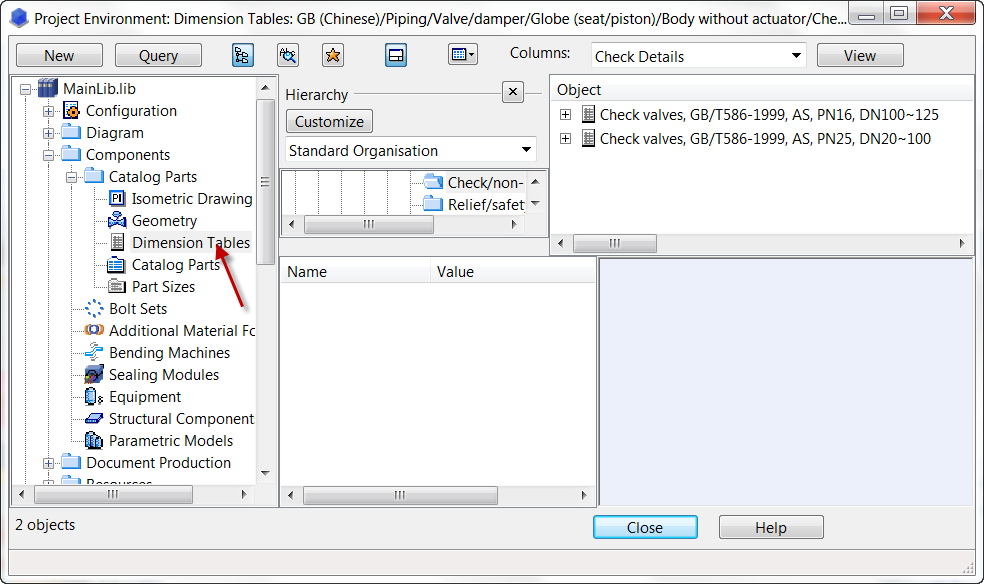 Project Environment: Dimension Tables: GB (Chinese)/Piping/Valve/damper/Globe (seat/piston)/Body without actuator/Che...
New
Query
Columns:
Check Details
View
MainLib.lib
Configuration
Diagram
Components
Catalog Parts
Isometric Drawing
Geometry
Dimension Tables
Catalog Parts
Part Sizes
Bolt Sets
Additional Material Fo
Bending Machines
Sealing Modules
Equipment
Structural Component
Parametric Models
Document Production
Resources
Hierarchy
Customize
Standard Organisation
Check/non-
Relief/safety
Object
Check valves, GB/T586-1999, AS, PN16, DN100~125
Check valves, GB/T586-1999, AS, PN25, DN20~100
Name
Value
2 objects
Close
Help